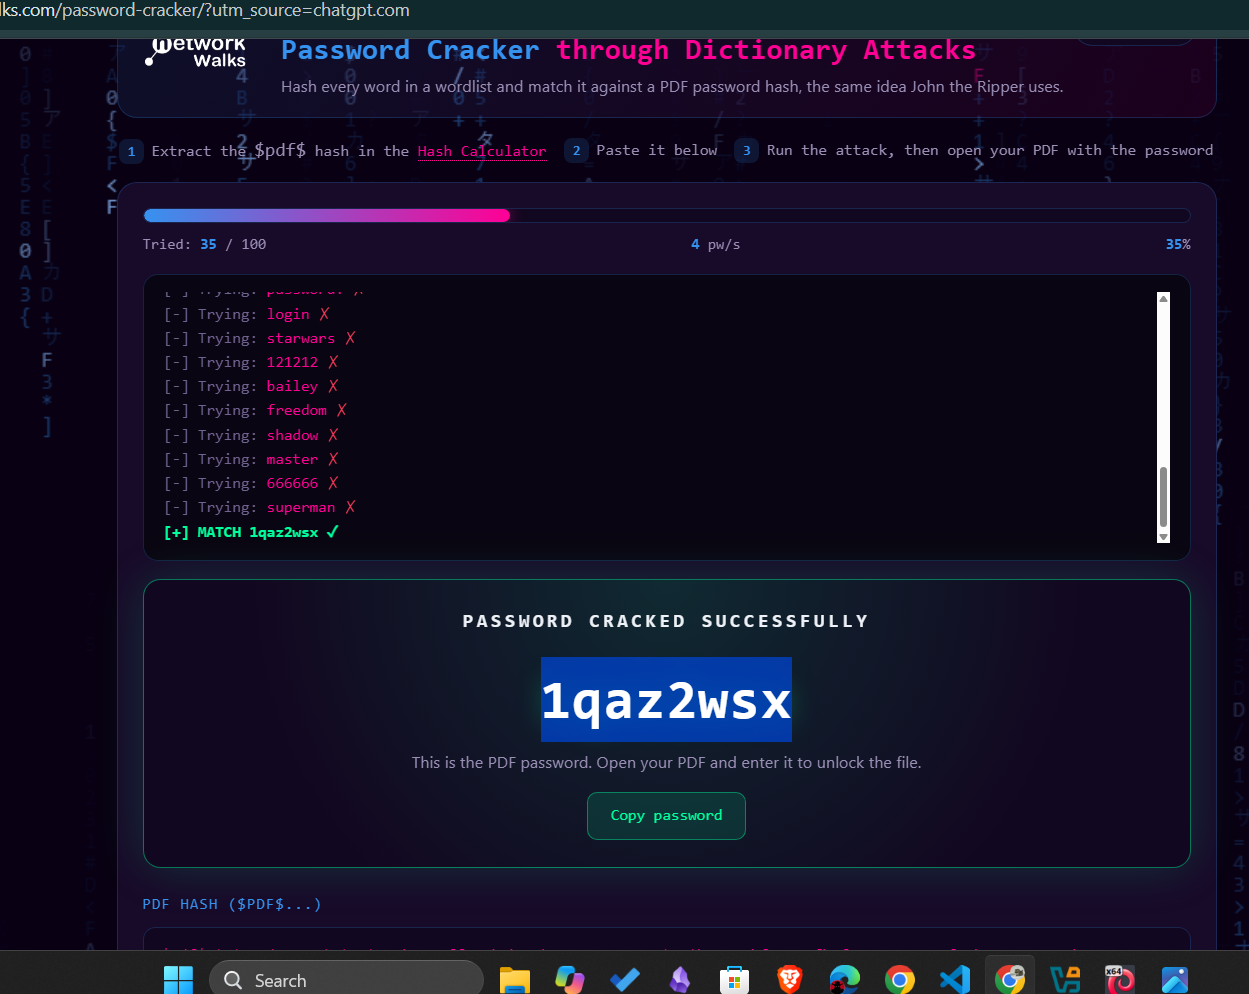 lks.com/password-cracker/?utm_source=chatgpt.com
Network Walks
Password Cracker through Dictionary Attacks
Hash every word in a wordlist and match it against a PDF password hash, the same idea John the Ripper uses.
1 Extract the $pdf$ hash in the Hash Calculator 2 Paste it below 3 Run the attack, then open your PDF with the password
Tried: 35 / 100 4 pw/s 35%
[-] Trying: login ✗
[-] Trying: starwars ✗
[-] Trying: 121212 ✗
[-] Trying: bailey ✗
[-] Trying: freedom ✗
[-] Trying: shadow ✗
[-] Trying: master ✗
[-] Trying: 666666 ✗
[-] Trying: superman ✗
[+] MATCH 1qaz2wsx ✓
PASSWORD CRACKED SUCCESSFULLY
1qaz2wsx
This is the PDF password. Open your PDF and enter it to unlock the file.
Copy password
PDF HASH ($PDF$...)
Search
x64